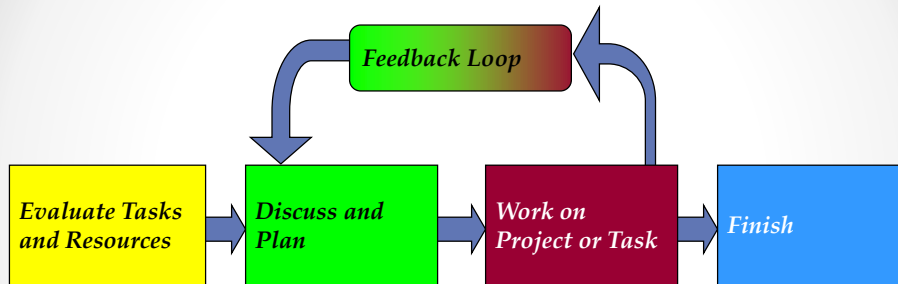 Feedback Loop
Evaluate Tasks
and Resources
Discuss and
Plan
Work on
Project or Task
Finish